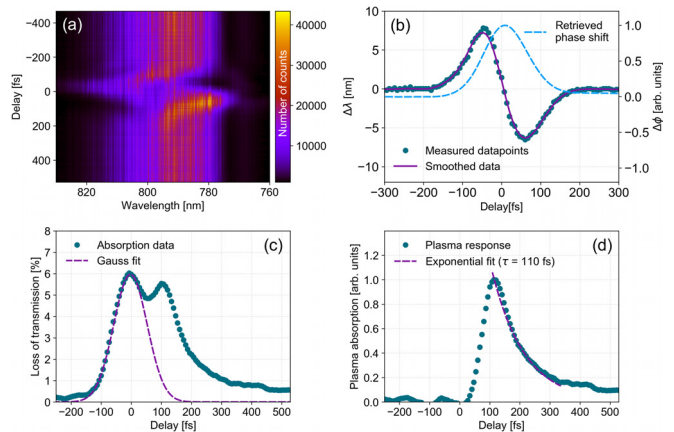 (a)
−400
−200
0
200
400
Delay [fs]
820
800
780
760
Wavelength [nm]
40000
30000
20000
10000
Number of counts
(b)
10
5
0
−5
−10
Δλ [nm]
1.0
0.5
0.0
−0.5
−1.0
Δϕ [arb. units]
Retrieved
phase shift
Measured datapoints
Smoothed data
−300
−200
−100
0
100
200
300
Delay[fs]
(c)
Absorption data
Gauss fit
8
7
6
5
4
3
2
1
0
Loss of transmission [%]
−200
−100
0
100
200
300
400
500
Delay [fs]
(d)
Plasma response
Exponential fit (τ = 110 fs)
1.2
1.0
0.8
0.6
0.4
0.2
0.0
Plasma absorption [arb. units]
−200
−100
0
100
200
300
400
500
Delay [fs]